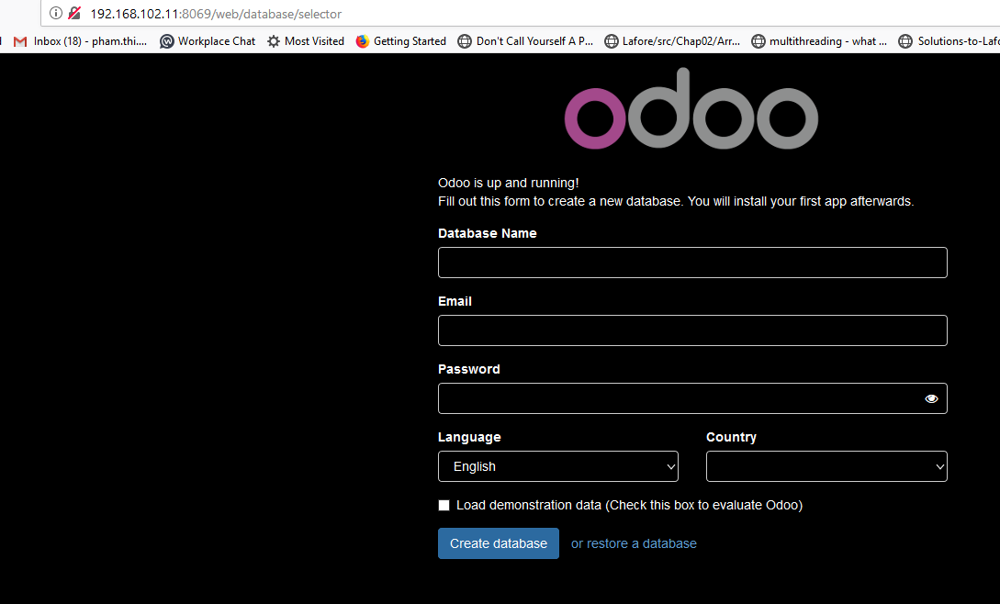 192.168.102.11:8069/web/database/selector
Inbox (18) - pham.thi.... Workplace Chat Most Visited Getting Started Don't Call Yourself A P... Lafore/src/Chap02/Arr... multithreading - what ... Solutions-to-Lafo
odoo
Odoo is up and running!
Fill out this form to create a new database. You will install your first app afterwards.
Database Name
Email
Password
Language Country
English
Load demonstration data (Check this box to evaluate Odoo)
Create database or restore a database